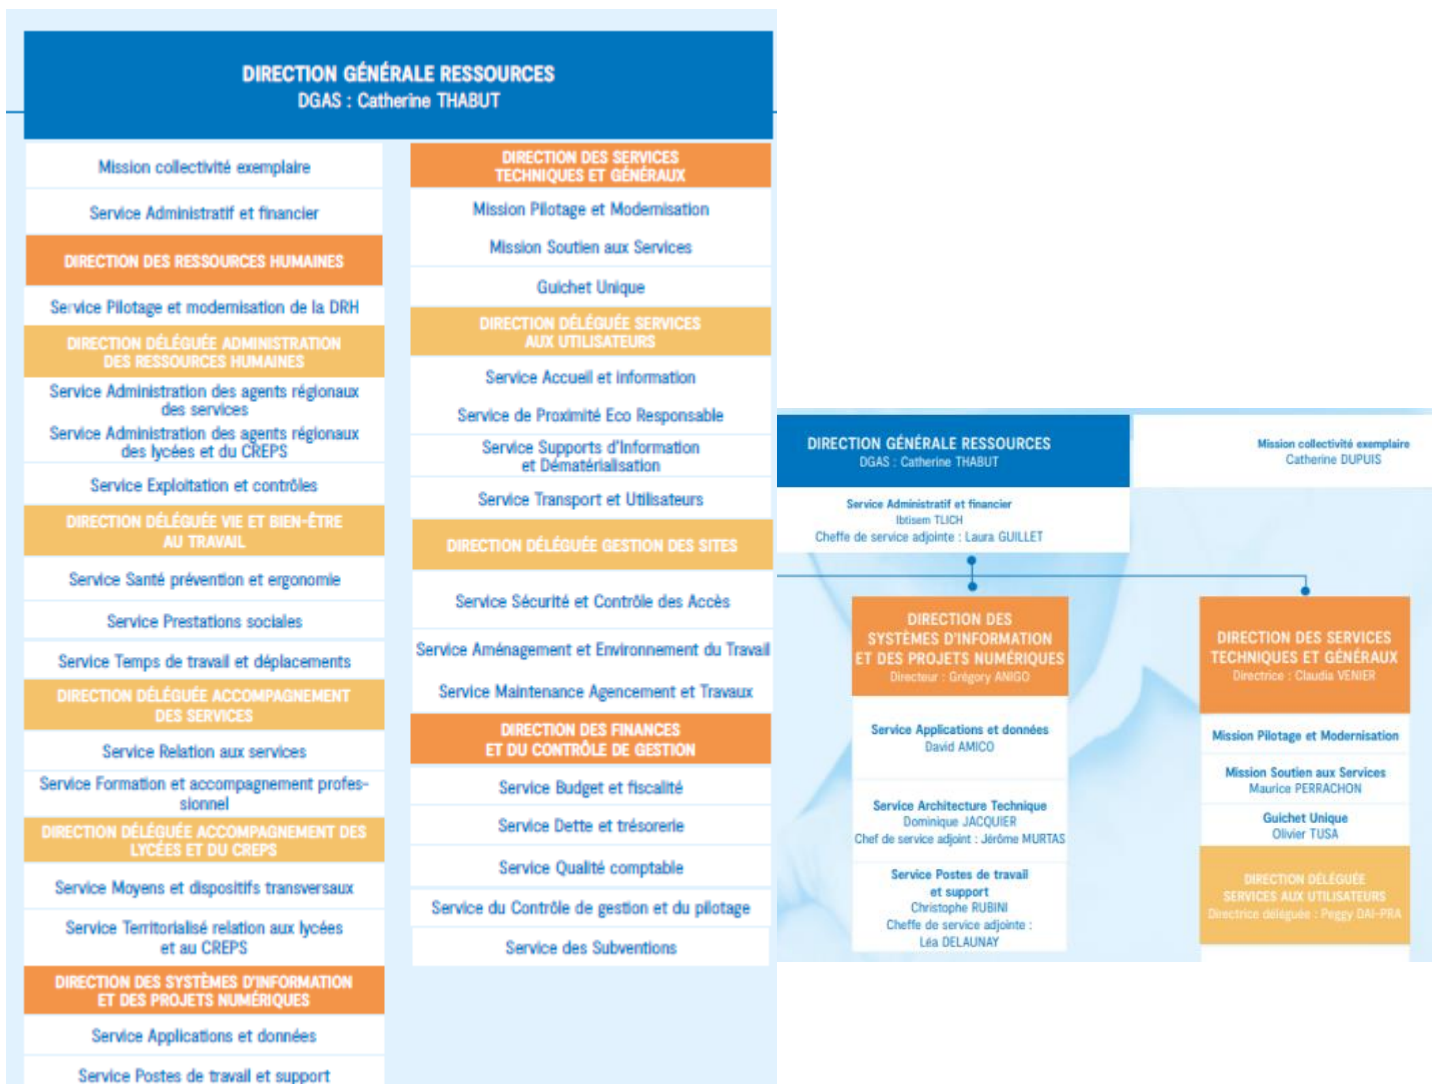 DIRECTION GÉNÉRALE RESSOURCES
DGAS : Catherine THABUT
Mission collectivité exemplaire
Service Administratif et financier
DIRECTION DES RESSOURCES HUMAINES
Service Pilotage et modernisation de la DRH
DIRECTION DÉLÉGUÉE ADMINISTRATION
DES RESSOURCES HUMAINES
Service Administration des agents régionaux
des services
Service Administration des agents régionaux
des lycées et du CREPS
Service Exploitation et contrôles
DIRECTION DÉLÉGUÉE VIE ET BIEN-ÊTRE
AU TRAVAIL
Service Santé prévention et ergonomie
Service Prestations sociales
Service Temps de travail et déplacements
DIRECTION DÉLÉGUÉE ACCOMPAGNEMENT
DES SERVICES
Service Relation aux services
Service Formation et accompagnement profes-
sionnel
DIRECTION DÉLÉGUÉE ACCOMPAGNEMENT DES
LYCÉES ET DU CREPS
Service Moyens et dispositifs transversaux
Service Territorialisé relation aux lycées
et au CREPS
DIRECTION DES SYSTÈMES D'INFORMATION
ET DES PROJETS NUMÉRIQUES
Service Applications et données
Service Postes de travail et support
DIRECTION DES SERVICES
TECHNIQUES ET GÉNÉRAUX
Mission Pilotage et Modernisation
Mission Soutien aux Services
Guichet Unique
DIRECTION DÉLÉGUÉE SERVICES
AUX UTILISATEURS
Service Accueil et information
Service de Proximité Eco Responsable
Service Supports d'Information
et Dématérialisation
Service Transport et Utilisateurs
DIRECTION DÉLÉGUÉE GESTION DES SITES
Service Sécurité et Contrôle des Accès
Service Aménagement et Environnement du Travail
Service Maintenance Agencement et Travaux
DIRECTION DES FINANCES
ET DU CONTRÔLE DE GESTION
Service Budget et fiscalité
Service Dette et trésorerie
Service Qualité comptable
Service du Contrôle de gestion et du pilotage
Service des Subventions
DIRECTION GÉNÉRALE RESSOURCES
DGAS : Catherine THABUT
Mission collectivité exemplaire
Catherine DUPUIS
Service Administratif et financier
Ibtisem TLICH
Cheffe de service adjointe : Laura GUILLET
DIRECTION DES
SYSTÈMES D'INFORMATION
ET DES PROJETS NUMÉRIQUES
Directeur : Grégory ANIGO
Service Applications et données
David AMICO
Service Architecture Technique
Dominique JACQUIER
Chef de service adjoint : Jérôme MURTAS
Service Postes de travail
et support
Christophe RUBINI
Cheffe de service adjointe :
Léa DELAUNAY
DIRECTION DES SERVICES
TECHNIQUES ET GÉNÉRAUX
Directrice : Claudia VENIER
Mission Pilotage et Modernisation
Mission Soutien aux Services
Maurice PERRACHON
Guichet Unique
Olivier TUSA
DIRECTION DÉLÉGUÉE
SERVICES AUX UTILISATEURS
Directrice déléguée : Peggy DAI-PRA